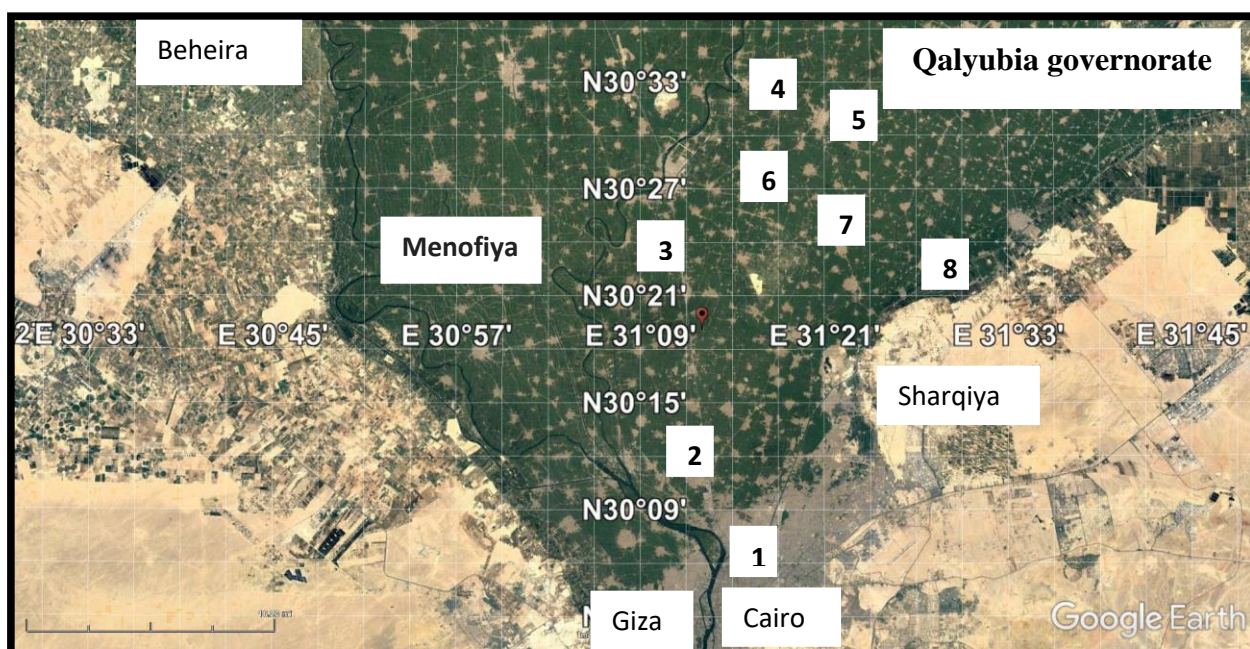 Beheira
Qalyubia governorate
N30°33'
4
5
6
N30°27'
7
Menofiya
3
8
N30°21'
E 30°33' E 30°45' E 30°57' E 31°09' E 31°21' E 31°33' E 31°45'
Sharqiya
N30°15'
2
N30°09'
1
Giza
Cairo
Google Earth